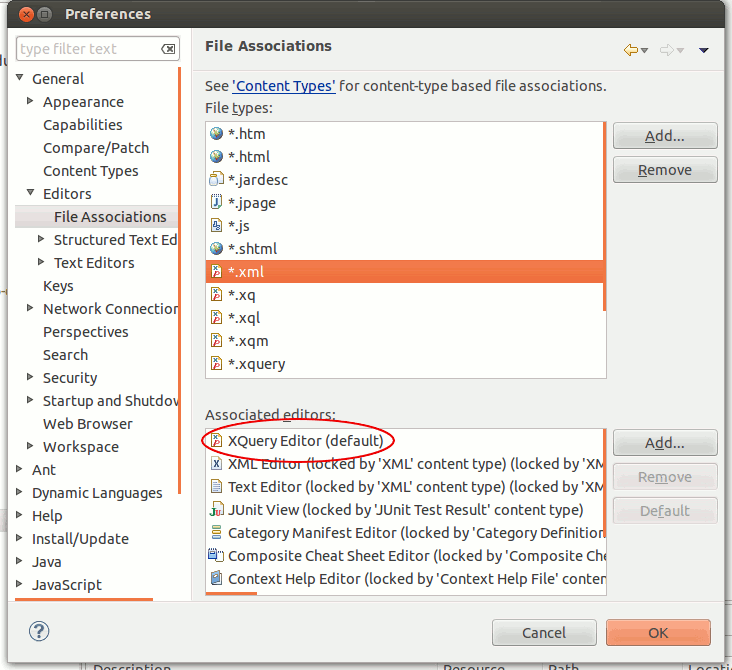 Preferences
type filter text
General
Appearance
Capabilities
Compare/Patch
Content Types
Editors
File Associations
Structured Text Ed
Text Editors
Keys
Network Connection
Perspectives
Search
Security
Startup and Shutdov
Web Browser
Workspace
Ant
Dynamic Languages
Help
Install/Update
Java
JavaScript
File Associations
See 'Content Types' for content-type based file associations.
File types:
*.htm
*.html
*.jardesc
*.jpage
*.js
*.shtml
*.xml
*.xq
*.xql
*.xqm
*.xquery
Add...
Remove
Associated editors:
XQuery Editor (default)
XML Editor (locked by 'XML' content type) (locked by 'XM
Text Editor (locked by 'XML' content type) (locked by 'XM
JUnit View (locked by 'JUnit Test Result' content type)
Category Manifest Editor (locked by 'Category Definition
Composite Cheat Sheet Editor (locked by 'Composite Che
Context Help Editor (locked by 'Context Help File' conten
Add...
Remove
Default
?
Cancel
OK
Description
Resource
Path
Locati